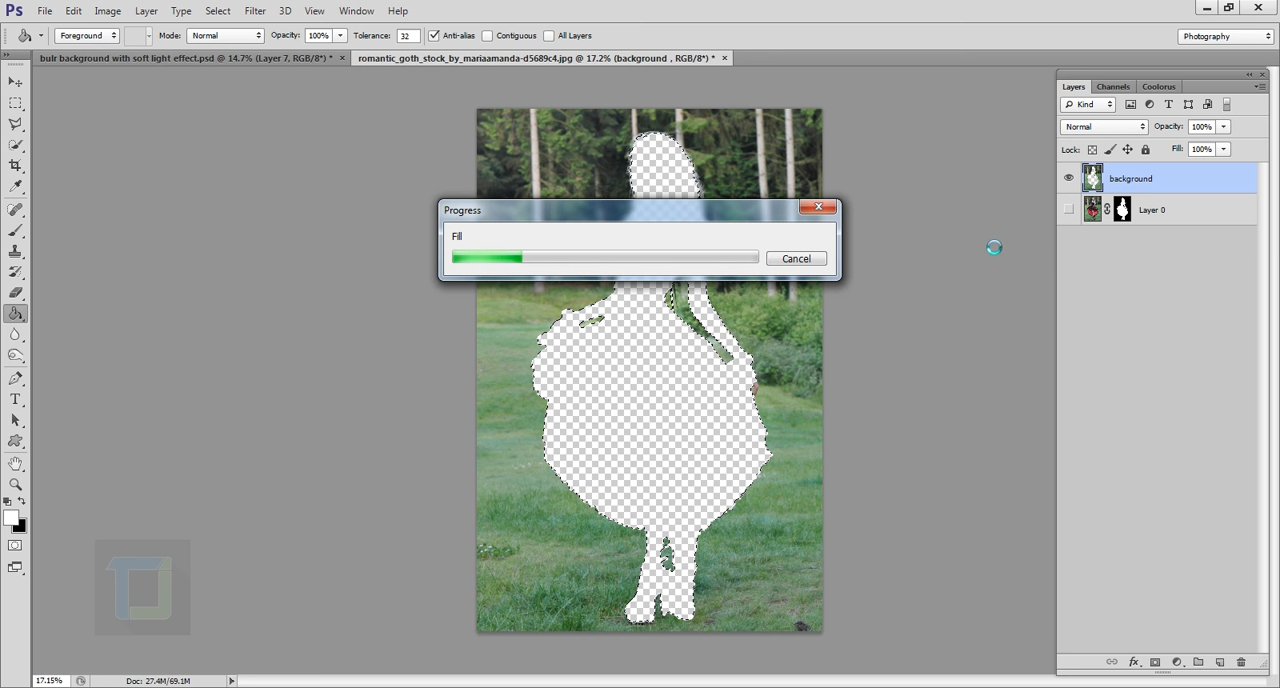 Ps File Edit Image Layer Type Select Filter 3D View Window Help
Foreground Mode: Normal Opacity: 100% Tolerance: 32 Anti-alias Contiguous All Layers Photography
bulr background with soft light effect.psd @ 14.7% (Layer 7, RGB/8*) * × romantic_goth_stock_by_mariaamanda-d5689c4.jpg @ 17.2% (background , RGB/8*) * ×
Layers Channels Coolorus
Kind
Normal Opacity: 100%
Lock: Fill: 100%
background
Layer 0
Progress
Fill
Cancel
17.15% Doc: 27.4M/69.1M